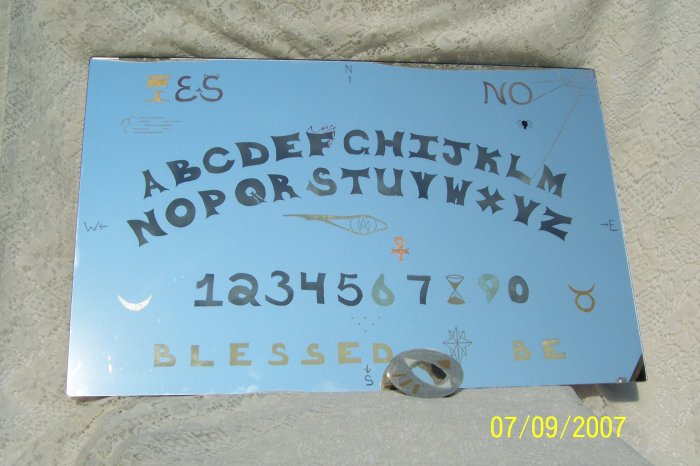 YES N NO
ABCDEFGHIJKLM
NOPQRSTUVWXYZ
W E
1234567890
BLESSED BE
S
07/09/2007